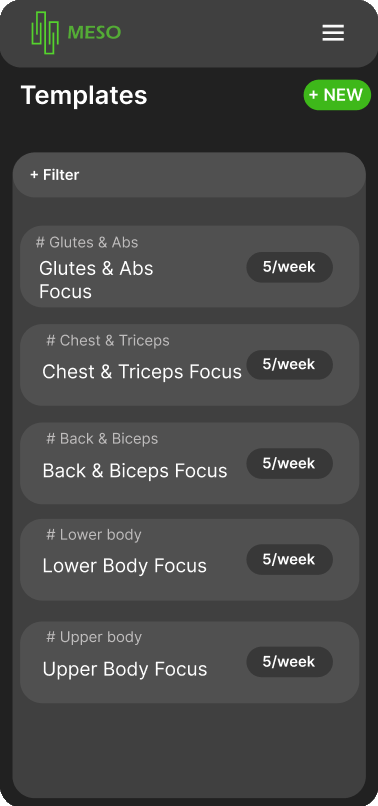 MESO
Templates
+ NEW
+ Filter
# Glutes & Abs
Glutes & Abs
Focus
5/week
# Chest & Triceps
Chest & Triceps Focus
5/week
# Back & Biceps
Back & Biceps Focus
5/week
# Lower body
Lower Body Focus
5/week
# Upper body
Upper Body Focus
5/week